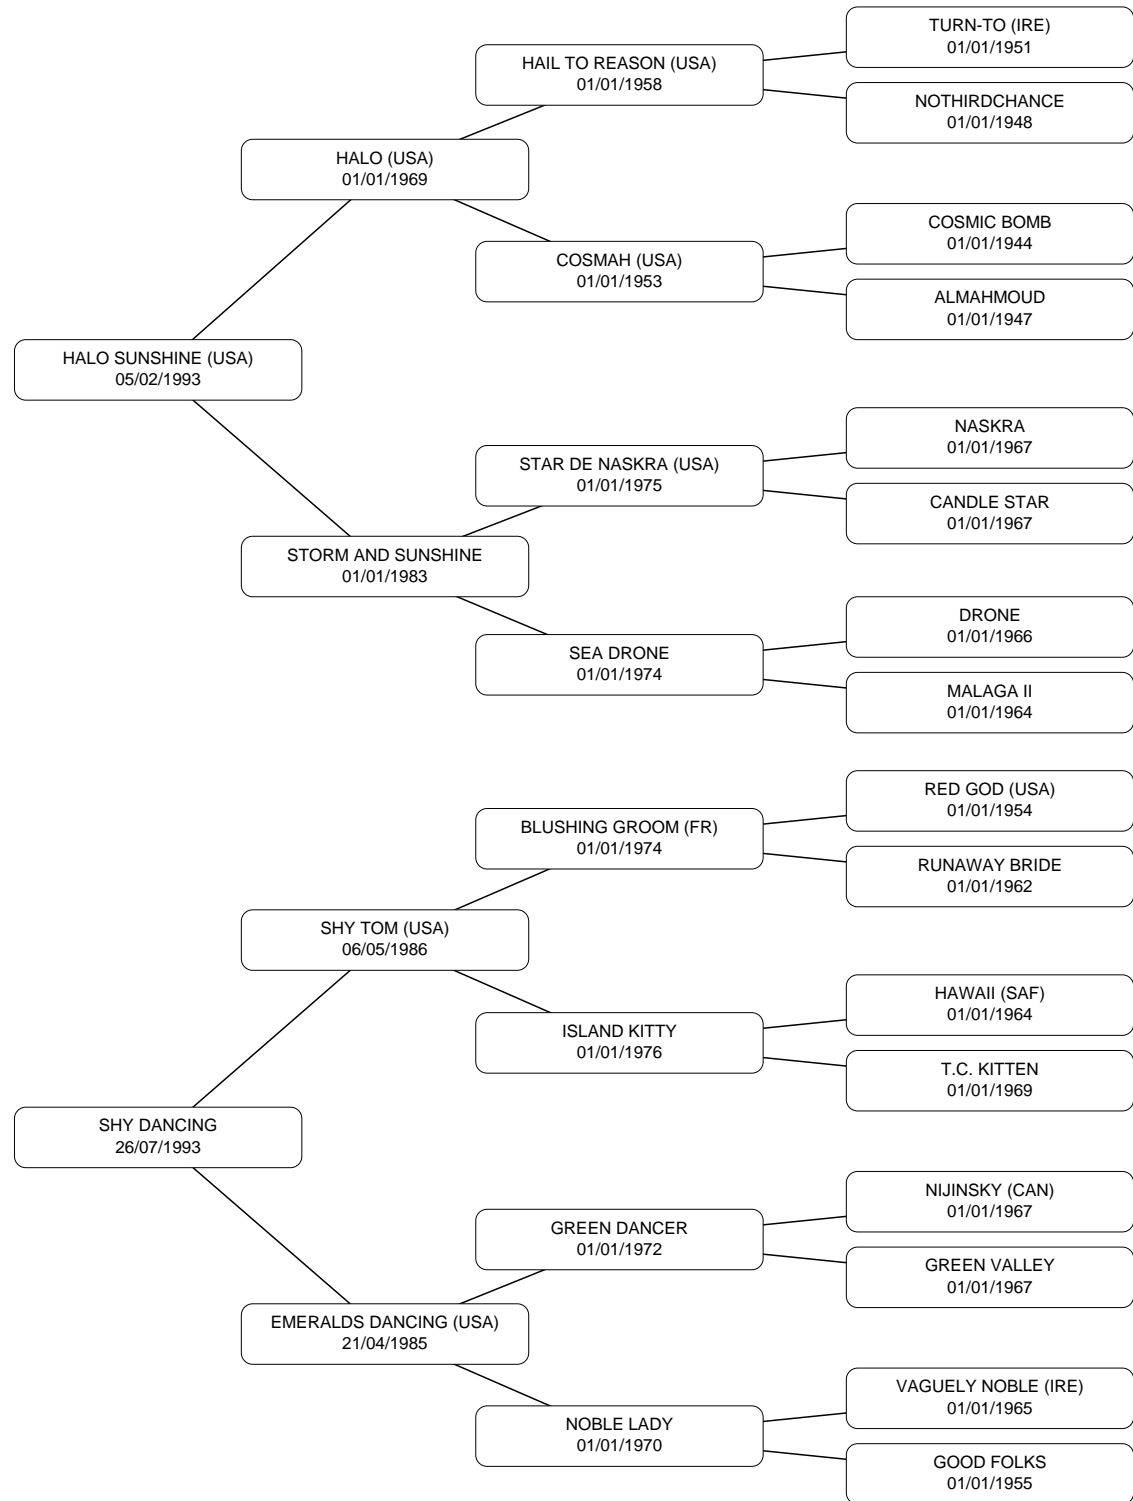 TURN-TO (IRE)
01/01/1951
HAIL TO REASON (USA)
01/01/1958
NOTHIRDCHANCE
01/01/1948
HALO (USA)
01/01/1969
COSMIC BOMB
01/01/1944
COSMAH (USA)
01/01/1953
ALMAHMOUD
01/01/1947
HALO SUNSHINE (USA)
05/02/1993
NASKRA
01/01/1967
STAR DE NASKRA (USA)
01/01/1975
CANDLE STAR
01/01/1967
STORM AND SUNSHINE
01/01/1983
DRONE
01/01/1966
SEA DRONE
01/01/1974
MALAGA II
01/01/1964
RED GOD (USA)
01/01/1954
BLUSHING GROOM (FR)
01/01/1974
RUNAWAY BRIDE
01/01/1962
SHY TOM (USA)
06/05/1986
HAWAII (SAF)
01/01/1964
ISLAND KITTY
01/01/1976
T.C. KITTEN
01/01/1969
SHY DANCING
26/07/1993
NIJINSKY (CAN)
01/01/1967
GREEN DANCER
01/01/1972
GREEN VALLEY
01/01/1967
EMERALDS DANCING (USA)
21/04/1985
VAGUELY NOBLE (IRE)
01/01/1965
NOBLE LADY
01/01/1970
GOOD FOLKS
01/01/1955